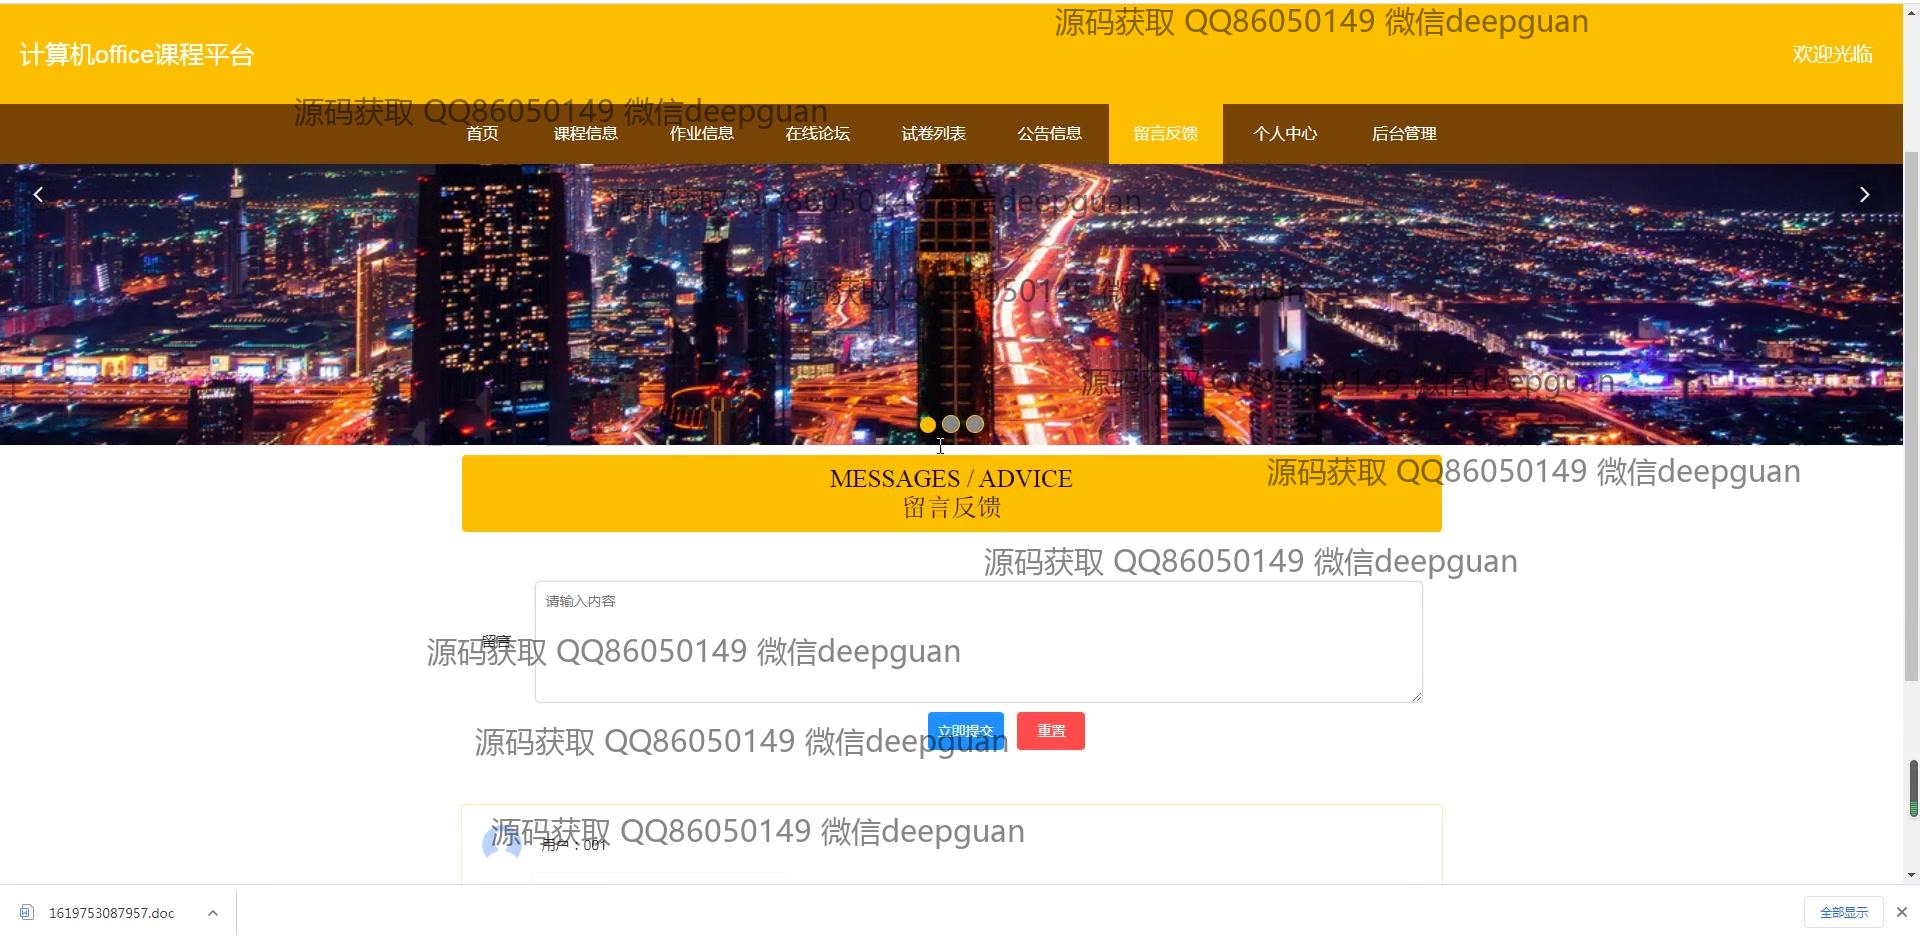 源码获取 QQ86050149 微信deepguan
计算机office课程平台
欢迎光临
源码获取 QQ86050149 微信deepguan
首页 课程信息 作业信息 在线论坛 试卷列表 公告信息 留言反馈 个人中心 后台管理
源码获取 QQ86050149 微信deepguan
源码获取 QQ86050149 微信deepguan
源码获取 QQ86050149 微信deepguan
MESSAGES / ADVICE
源码获取 QQ86050149 微信deepguan
留言反馈
源码获取 QQ86050149 微信deepguan
请输入内容
留言
源码获取 QQ86050149 微信deepguan
立即提交 重置
源码获取 QQ86050149 微信deepguan
源码获取 QQ86050149 微信deepguan
用户：001
1619753087957.doc
全部显示